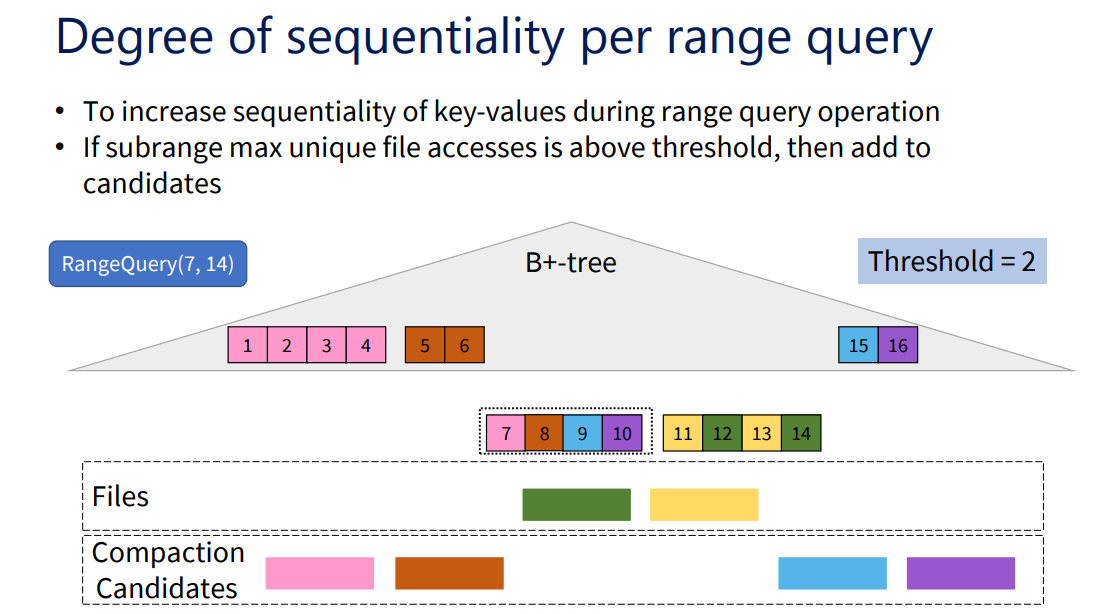 Degree of sequentiality per range query
• To increase sequentiality of key-values during range query operation
• If subrange max unique file accesses is above threshold, then add to
candidates
RangeQuery(7, 14)
B+-tree
Threshold = 2
1 2 3 4 5 6 15 16
7 8 9 10 11 12 13 14
Files
Compaction
Candidates